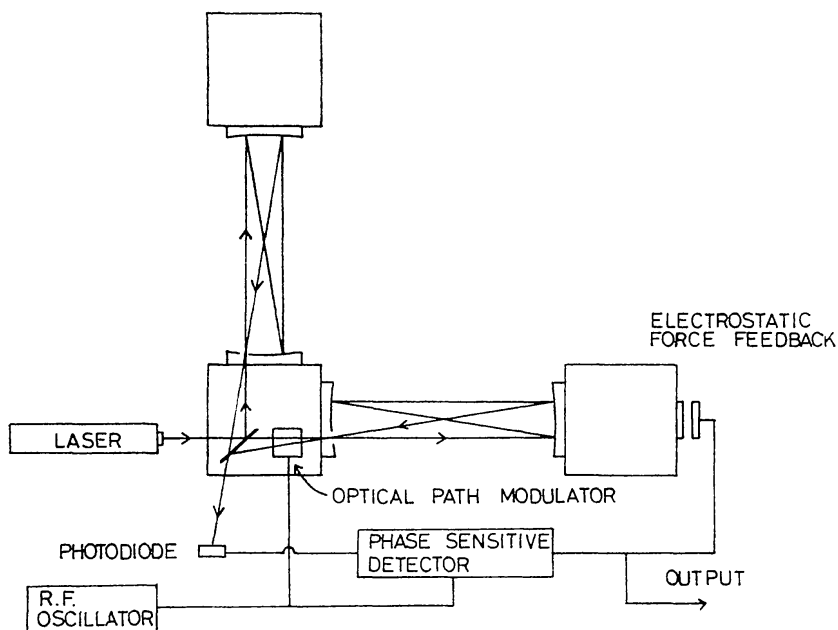 ELECTROSTATIC
FORCE FEEDBACK
LASER
OPTICAL PATH MODULATOR
PHOTODIODE
PHASE SENSITIVE
DETECTOR
OUTPUT
R.F.
OSCILLATOR